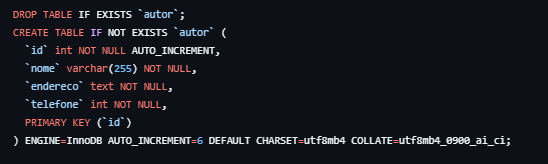 DROP TABLE IF EXISTS `autor`;
CREATE TABLE IF NOT EXISTS `autor` (
  `id` int NOT NULL AUTO_INCREMENT,
  `nome` varchar(255) NOT NULL,
  `endereco` text NOT NULL,
  `telefone` int NOT NULL,
  PRIMARY KEY (`id`)
) ENGINE=InnoDB AUTO_INCREMENT=6 DEFAULT CHARSET=utf8mb4 COLLATE=utf8mb4_0900_ai_ci;